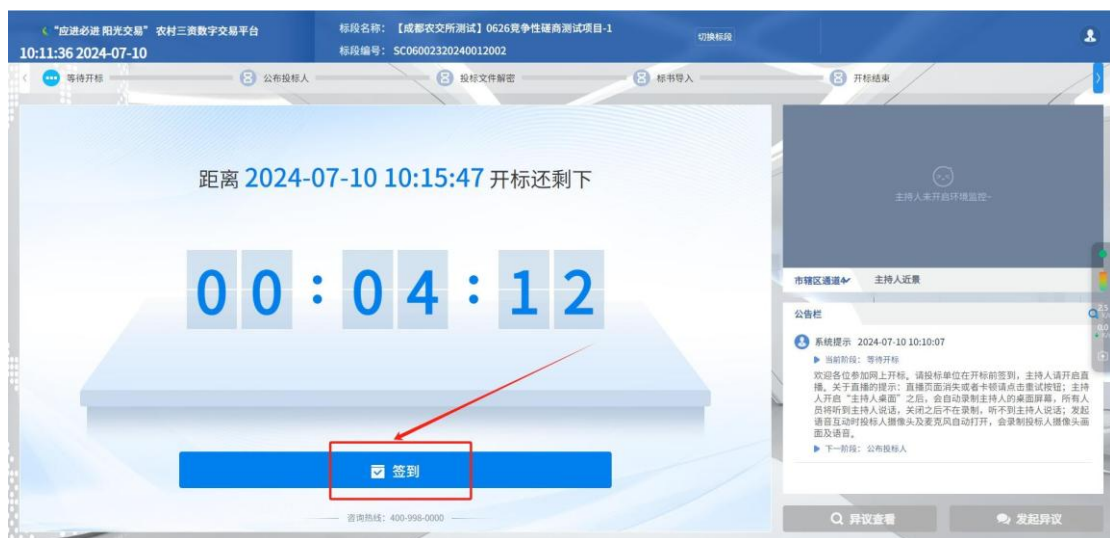 “应进必进 阳光交易”农村三资数字交易平台
10:11:36 2024-07-10
标段名称：【成都农交所测试】0626竞争性磋商测试项目-1
标段编号：SC06002320240012002
切换标段
等待开标
公布投标人
投标文件解密
标书导入
开标结束
距离 2024-07-10 10:15:47 开标还剩下
00:04:12
签到
咨询热线：400-998-0000
主持人未开启环境监控~
市辖区通道
主持人近景
公告栏
系统提示 2024-07-10 10:10:07
当前阶段：等待开标
欢迎各位参加网上开标，请投标单位在开标前签到，主持人请开启直
播。关于直播的提示：直播页面消失或者卡顿请点击重试按钮；主持
人开启“主持人桌面”之后，会自动录制主持人的桌面屏幕，所有人
员将听到主持人说话，关闭之后不在录制，听不到主持人说话；发起
语音互动时投标人摄像头及麦克风自动打开，会录制投标人摄像头画
面及语音。
下一阶段：公布投标人
异议查看
发起异议